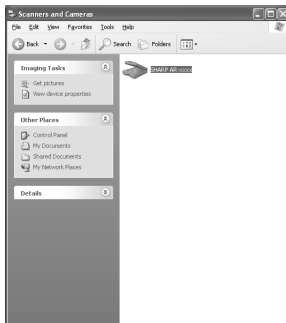 Scanners and Cameras
File Edit View Favorites Tools Help
Back Search Folders
Imaging Tasks
Get pictures
View device properties
Other Places
Control Panel
My Documents
Shared Documents
My Network Places
Details
SHARP AR-xxxx